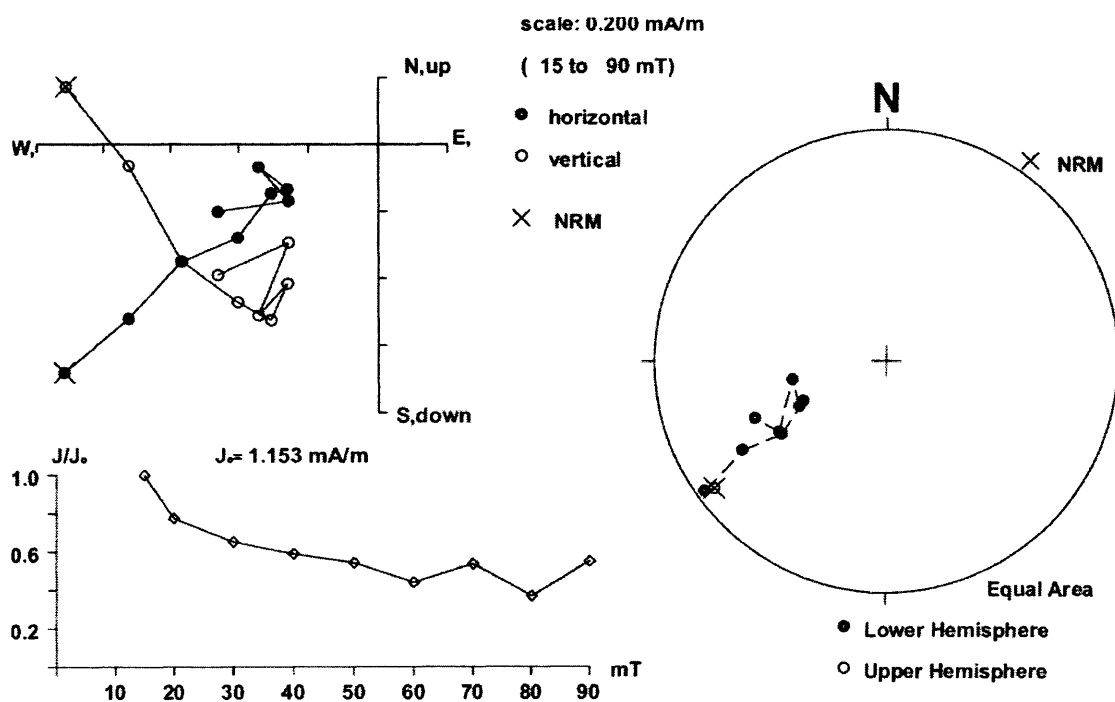 scale: 0.200 mA/m
( 15 to 90 mT)
N,up
horizontal
W,
E,
vertical
NRM
S,down
N
NRM
Equal Area
Lower Hemisphere
Upper Hemisphere
J/J₀
J₀= 1.153 mA/m
1.0
0.6
0.2
10 20 30 40 50 60 70 80 90
mT